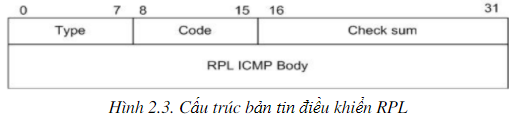 0 7 8 15 16 31
Type Code Check sum
RPL ICMP Body
Hình 2.3. Cấu trúc bản tin điều khiển RPL